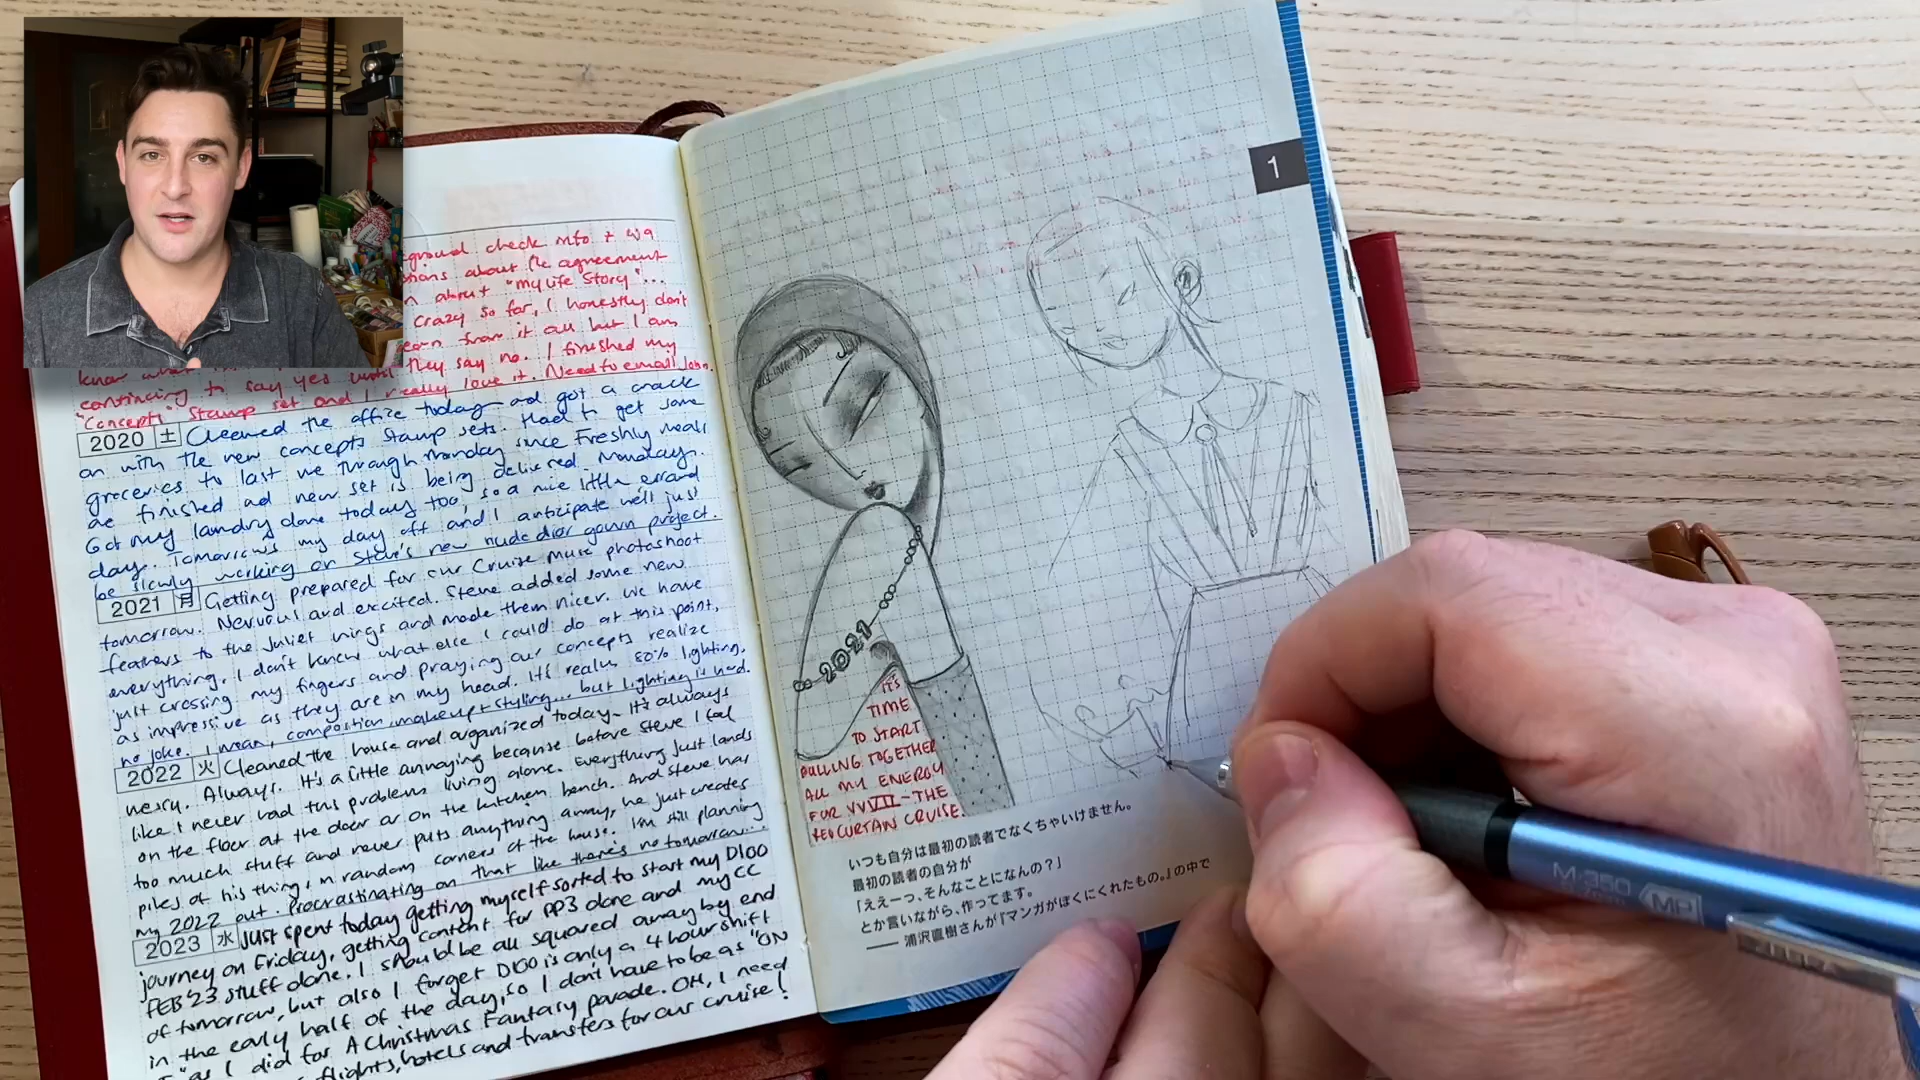 ground check info +
about the agreement
about "my life story"...
crazy so far, I honestly don't
from it all but I am
continuing to say yes until they say no. I finished my
"Concepts" Stamp set and I really love it. Need to email John.
2020 土 Cleaned the office today and got a crack
on with the new concepts stamp sets. Had to get some
groceries to last us through Monday since Freshly meals
are finished and new set is being delivered Monday.
Got my laundry done today too, so a nice little errand
day. Tomorrow's my day off and I anticipate we'll just
be slowly working on Steve's new nude dior gown project.
2021 月 Getting prepared for our Cruise Muse photoshoot
tomorrow. Nervous and excited. Steve added some new
feathers to the Juliet wings and made them nicer. We have
everything, I don't know what else I could do at this point,
just crossing my fingers and praying our concepts realize
as impressive as they are in my head. It's really 80% lighting,
no joke. I mean, composition, makeup + styling... but lighting is hard.
2022 火 Cleaned the house and organized today. It's always
messy. Always. It's a little annoying because before Steve I feel
like I never had this problem living alone. Everything just lands
on the floor at the door or on the kitchen bench. And Steve has
too much stuff and never puts anything away, he just creates
piles of his things in random corners of the house. I'm still planning
my 2022 out. Procrastinating on that like there's no tomorrow...
2023 水 Just spent today getting myself sorted to start my D100
journey on Friday, getting content for PP3 done and my CC
FEB'23 stuff done. I should be all squared away by end
of tomorrow, but also I forget D100 is only a 4 hour shift
in the early half of the day, so I don't have to be as "ON
as I did for A Christmas Fantasy parade. OH, I need
flights, hotels and transfers for our cruise!
1
2021
IT'S
TIME
TO START
PULLING TOGETHER
ALL MY ENERGY
FOR VVVII - THE
RED CURTAIN CRUISE.
いつも自分は最初の読者でなくちゃいけません。
最初の読者の自分が
「ええーっ、そんなことになんの?」
とか言いながら、作ってます。
—— 浦沢直樹さんが『マンガがぼくにくれたもの。』の中で
M-350
MP
ZEBRA